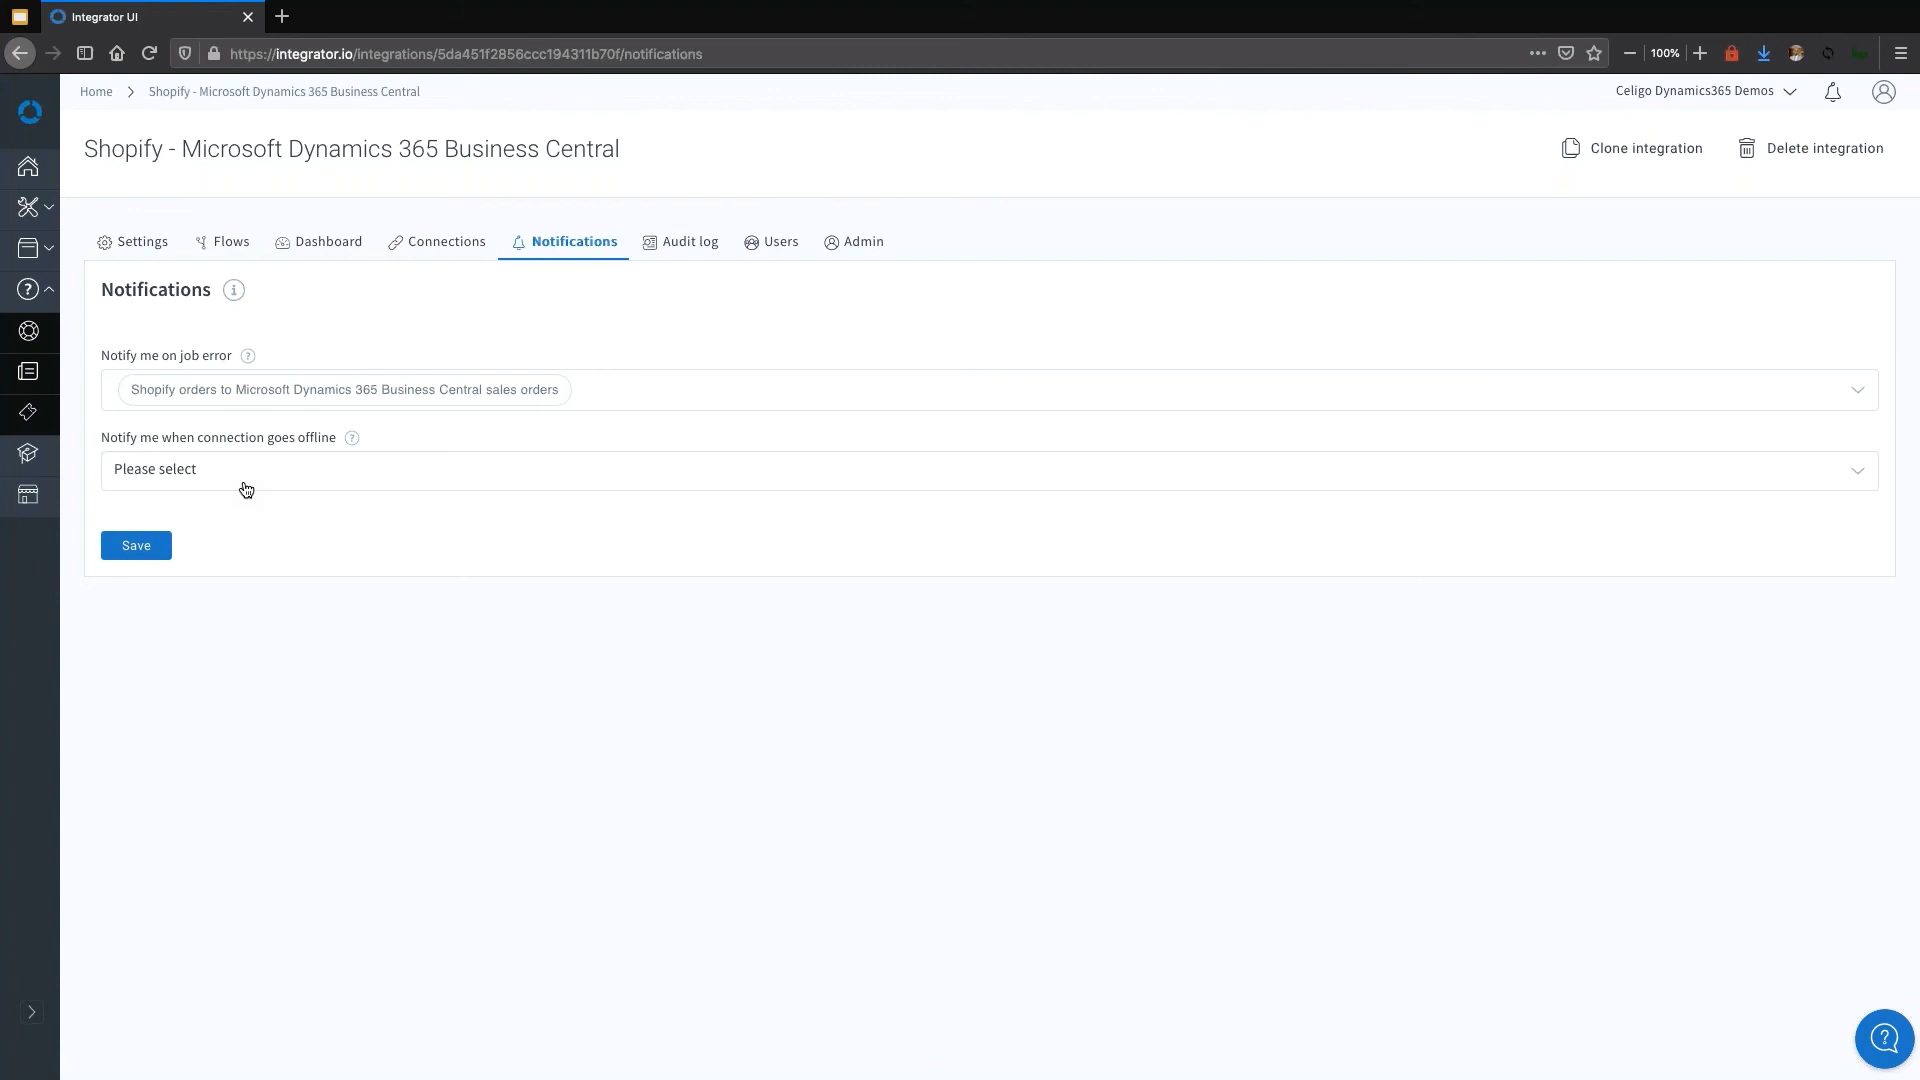 Integrator UI
https://integrator.io/integrations/5da451f2856ccc194311b70f/notifications
100%
Home
Shopify - Microsoft Dynamics 365 Business Central
Celigo Dynamics365 Demos
Shopify - Microsoft Dynamics 365 Business Central
Clone integration
Delete integration
Settings
Flows
Dashboard
Connections
Notifications
Audit log
Users
Admin
Notifications
Notify me on job error
Shopify orders to Microsoft Dynamics 365 Business Central sales orders
Notify me when connection goes offline
Please select
Save